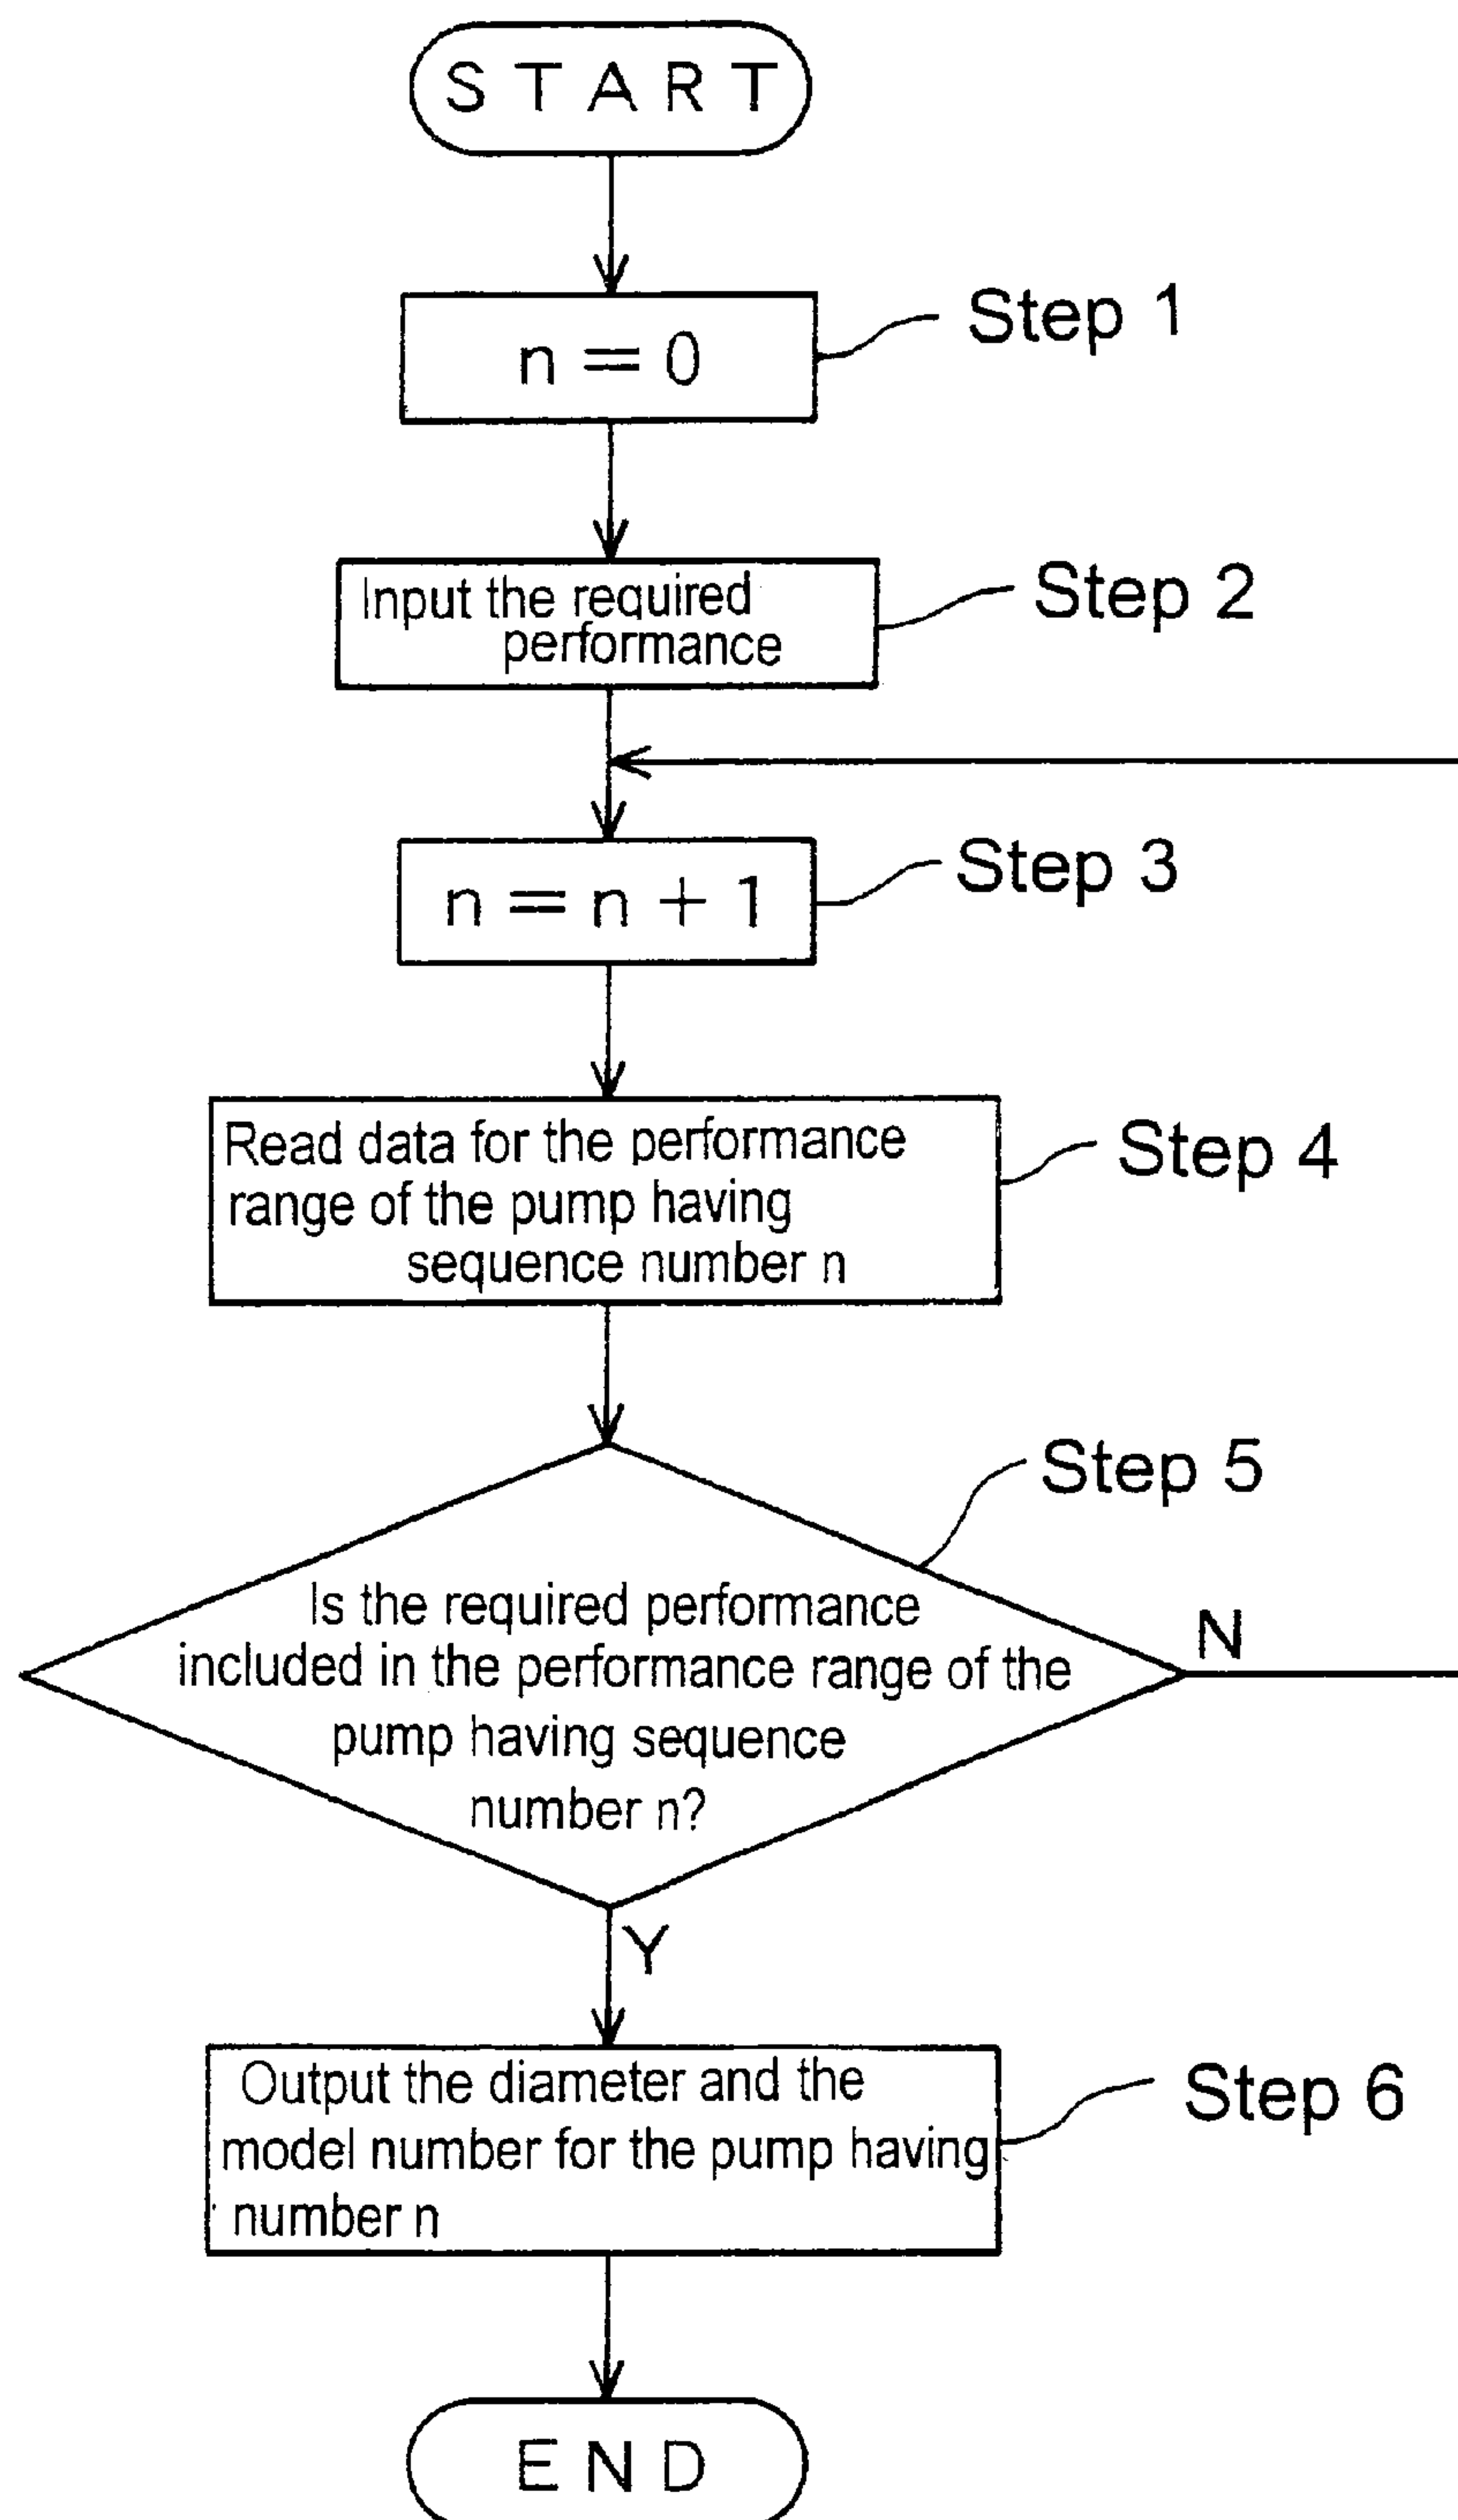 START
n = 0
Step 1
Input the required
performance
Step 2
n = n + 1
Step 3
Read data for the performance
range of the pump having
sequence number n
Step 4
Step 5
Is the required performance
included in the performance range of the
pump having sequence
number n?
N
Y
Output the diameter and the
model number for the pump having
number n
Step 6
END